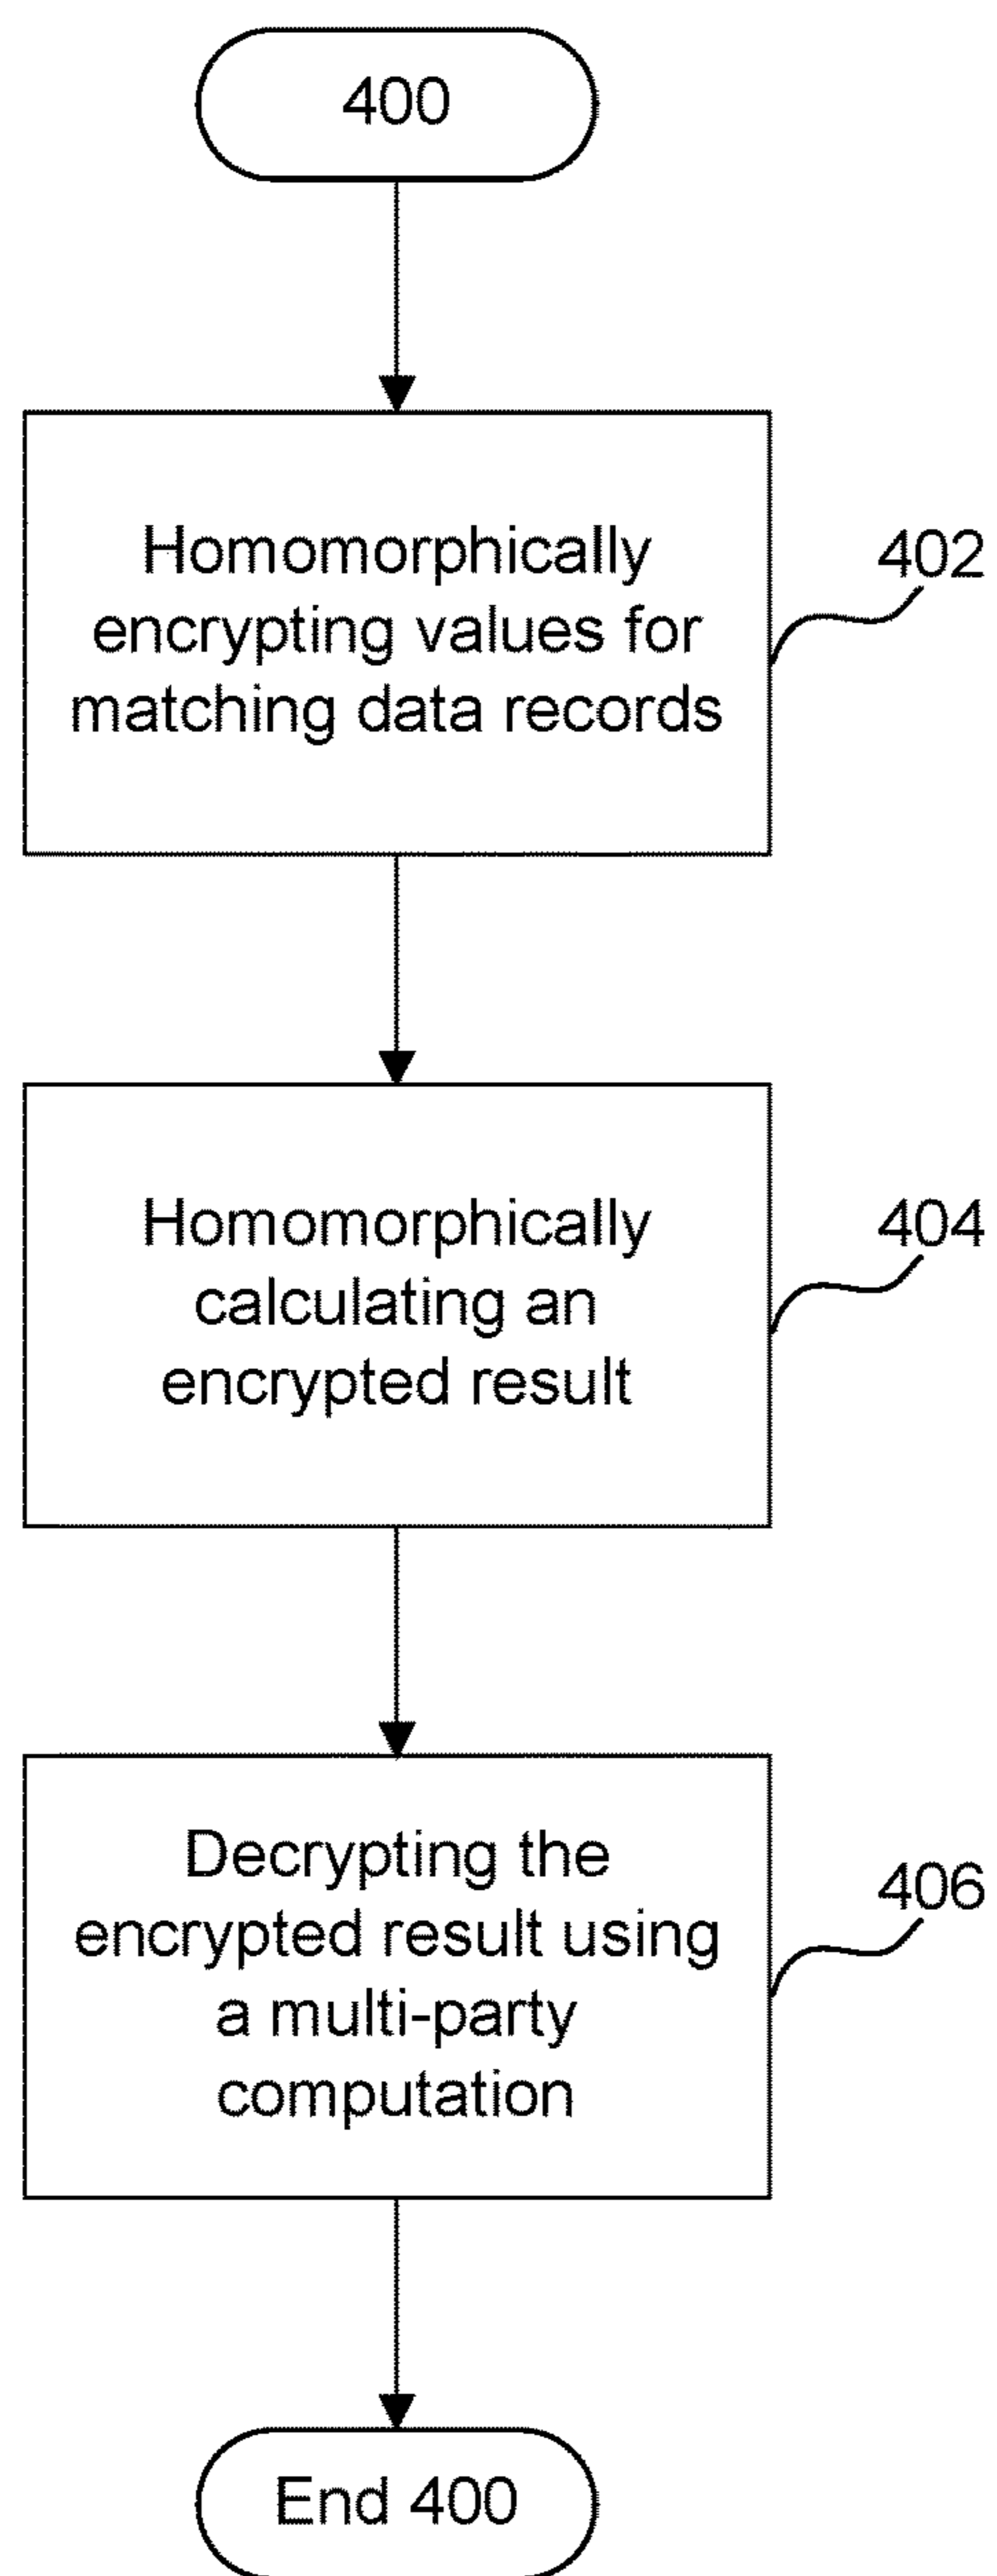 400
Homomorphically
encrypting values for
matching data records
402
Homomorphically
calculating an
encrypted result
404
Decrypting the
encrypted result using
a multi-party
computation
406
End 400